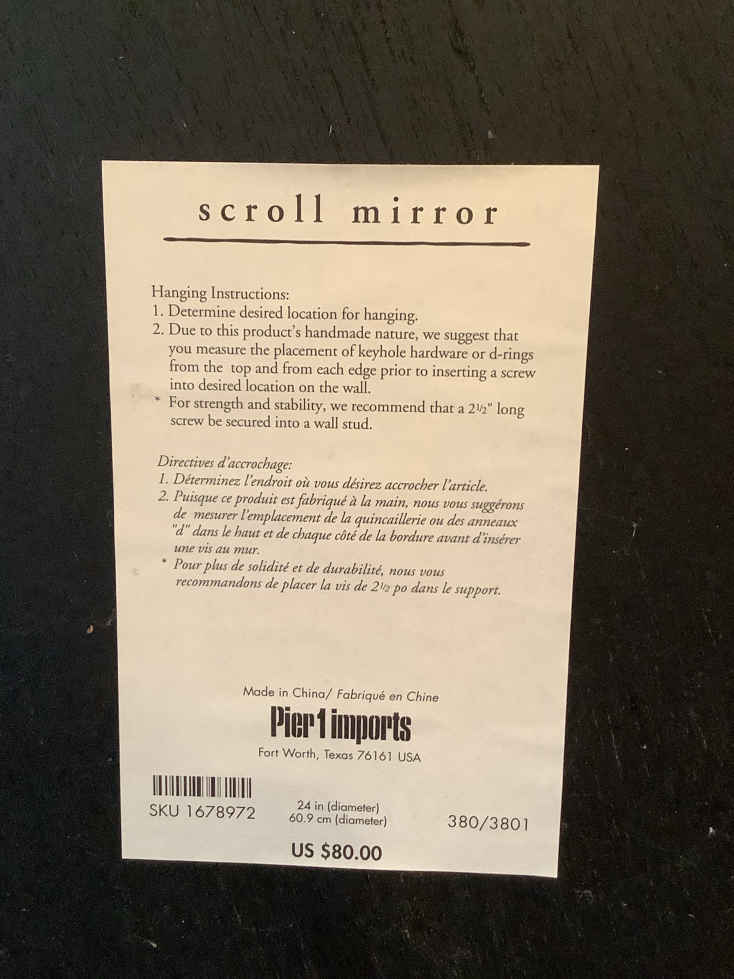 scroll mirror
Hanging Instructions:
1. Determine desired location for hanging.
2. Due to this product's handmade nature, we suggest that
you measure the placement of keyhole hardware or d-rings
from the top and from each edge prior to inserting a screw
into desired location on the wall.
* For strength and stability, we recommend that a 2½" long
screw be secured into a wall stud.
Directives d'accrochage:
1. Déterminez l'endroit où vous désirez accrocher l'article.
2. Puisque ce produit est fabriqué à la main, nous vous suggérons
de mesurer l'emplacement de la quincaillerie ou des anneaux
"d" dans le haut et de chaque côté de la bordure avant d'insérer
une vis au mur.
* Pour plus de solidité et de durabilité, nous vous
recommandons de placer la vis de 2½ po dans le support.
Made in China/ Fabriqué en Chine
Pier 1 imports
Fort Worth, Texas 76161 USA
SKU 1678972
24 in (diameter)
60.9 cm (diameter)
380/3801
US $80.00